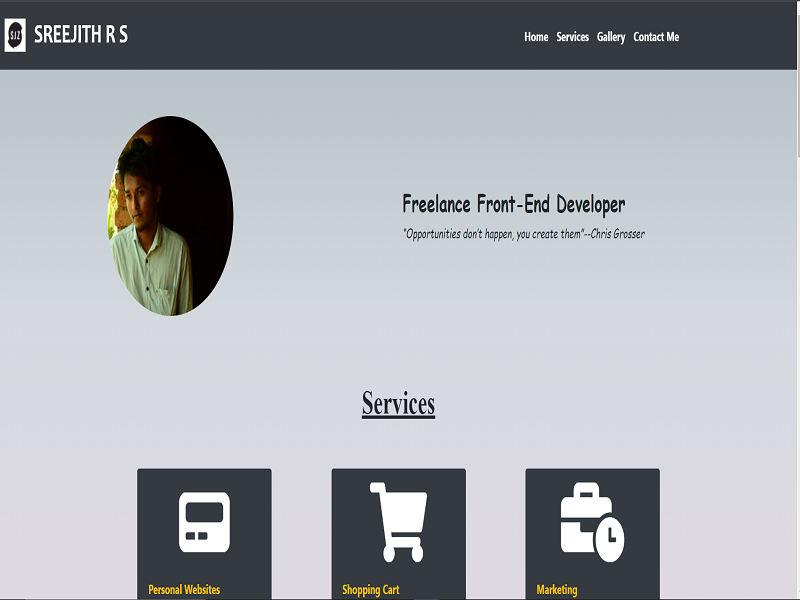 SJZ
SREEJITH R S
Home Services Gallery Contact Me
Freelance Front-End Developer
"Opportunities don't happen, you create them"--Chris Grosser
Services
Personal Websites
Shopping Cart
Marketing